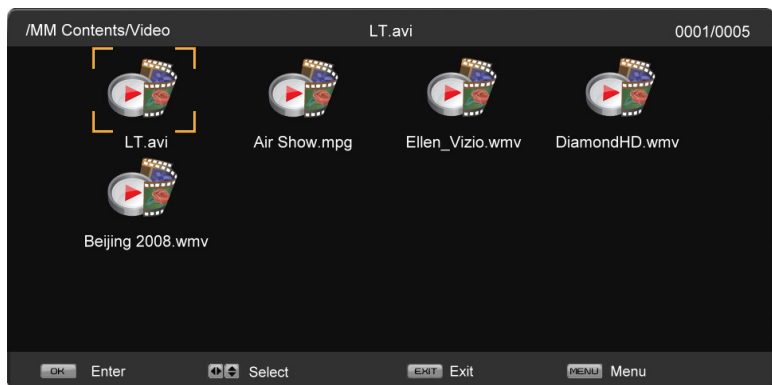 /MM Contents/Video LT.avi 0001/0005
LT.avi Air Show.mpg Ellen_Vizio.wmv DiamondHD.wmv
Beijing 2008.wmv
OK Enter Select EXIT Exit MENU Menu